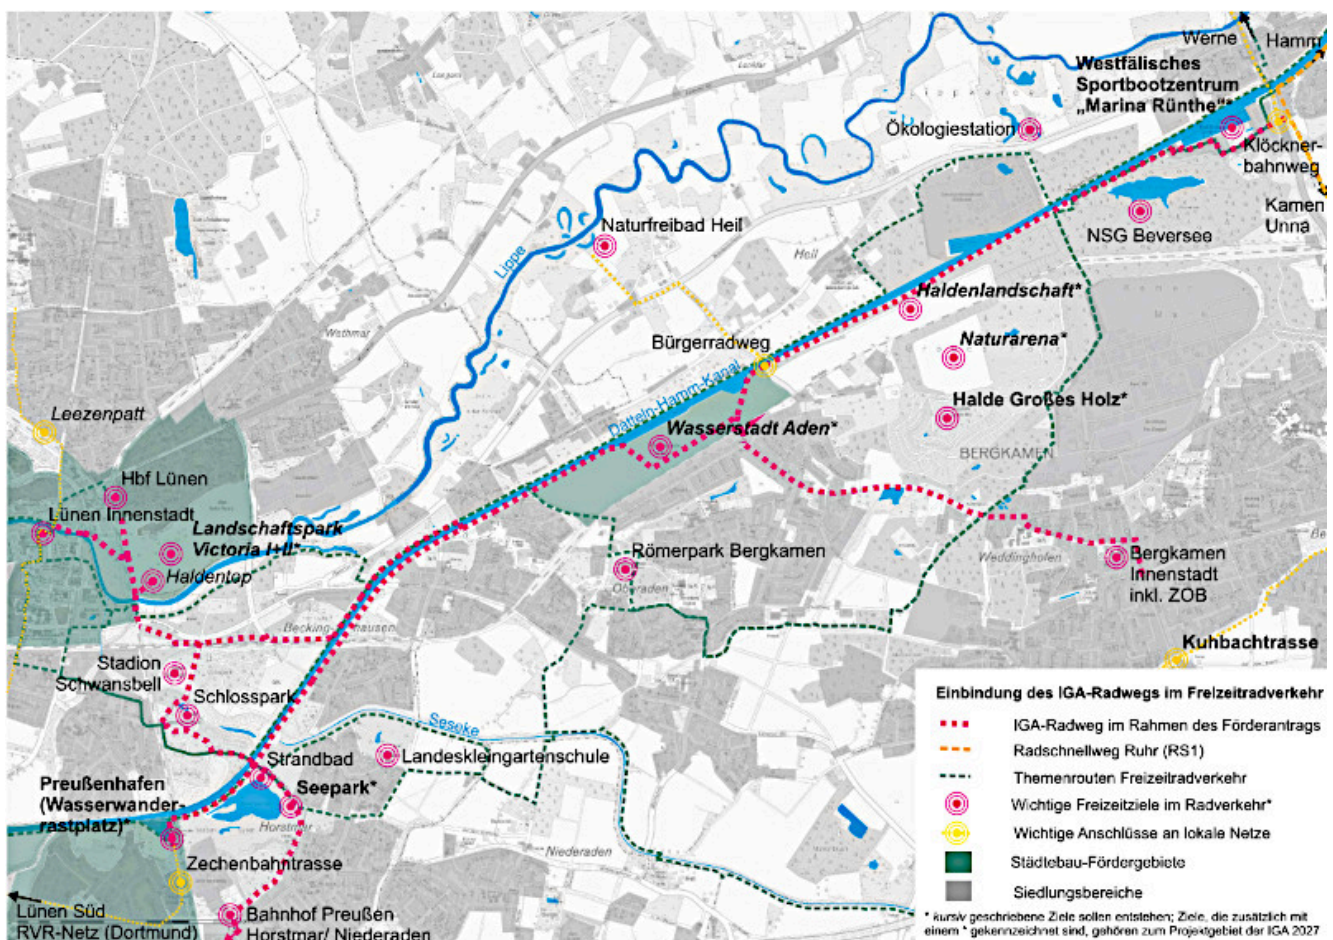 Werne
Hamm
Westfälisches
Sportbootzentrum
„Marina Rünthe“*
Ökologiestation
Klöckner-
bahnweg
Kamen
Unna
NSG Beversee
Naturfreibad Heil
Lippe
Heil
Haldenlandschaft*
Wethmar
Bürgerradweg
Naturarena*
Datteln-Hamm-Kanal
Leezenpatt
Halde Großes Holz*
Wasserstadt Aden*
BERGKAMEN
Hbf Lünen
Lünen Innenstadt
Landschaftspark
Victoria I+II*
Haldentop
Römerpark Bergkamen
Oberaden
Weddinghofen
Bergkamen
Innenstadt
inkl. ZOB
Kuhbachtrasse
Stadion
Schwansbell
Schlosspark
Seseke
Strandbad
Landeskleingartenschule
Preußenhafen
(Wasserwander-
rastplatz)*
Seepark*
Horstmar
Zechenbahntrasse
Niederaden
Lünen Süd
RVR-Netz (Dortmund)
Bahnhof Preußen
Horstmar/ Niederaden
Einbindung des IGA-Radwegs im Freizeitradverkehr
IGA-Radweg im Rahmen des Förderantrags
Radschnellweg Ruhr (RS1)
Themenrouten Freizeitradverkehr
Wichtige Freizeitziele im Radverkehr*
Wichtige Anschlüsse an lokale Netze
Städtebau-Fördergebiete
Siedlungsbereiche
* kursiv geschriebene Ziele sollen entstehen; Ziele, die zusätzlich mit
einem * gekennzeichnet sind, gehören zum Projektgebiet der IGA 2027